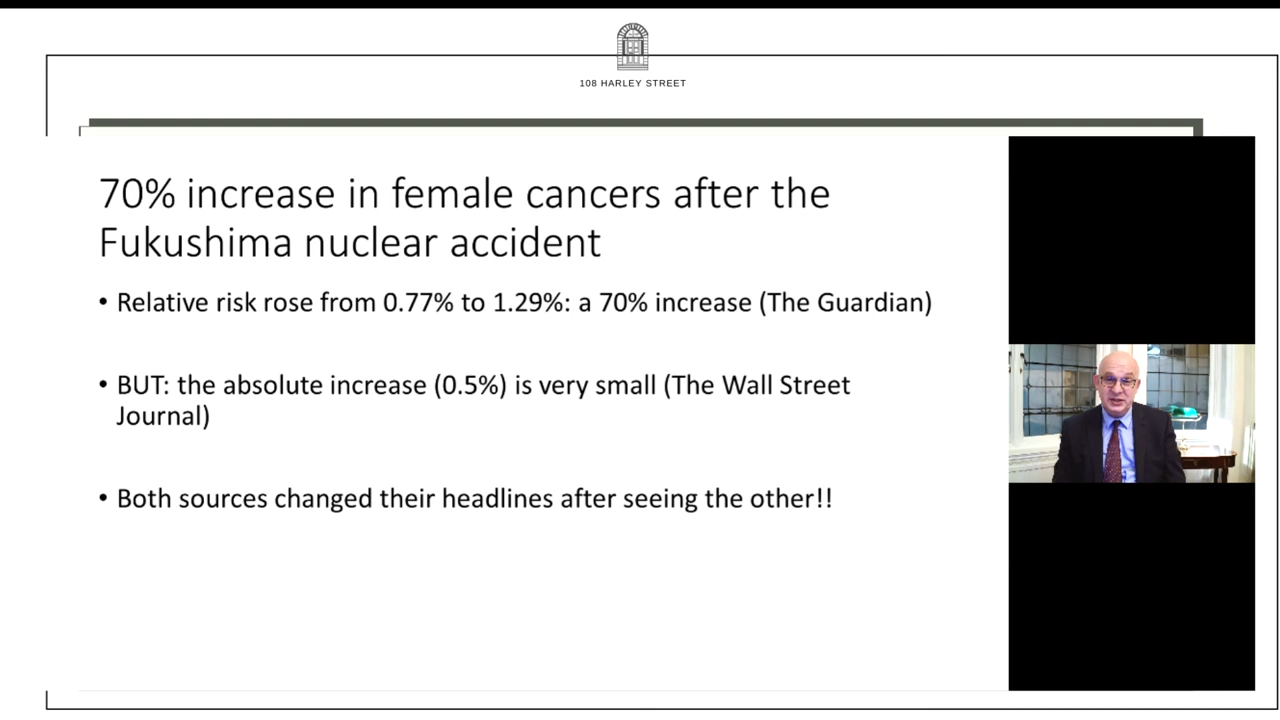 108 HARLEY STREET
70% increase in female cancers after the
Fukushima nuclear accident
• Relative risk rose from 0.77% to 1.29%: a 70% increase (The Guardian)
• BUT: the absolute increase (0.5%) is very small (The Wall Street
Journal)
• Both sources changed their headlines after seeing the other!!